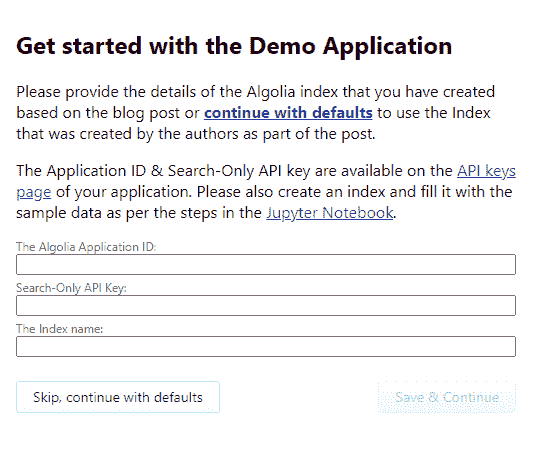 Get started with the Demo Application
Please provide the details of the Algolia index that you have created
based on the blog post or continue with defaults to use the Index
that was created by the authors as part of the post.
The Application ID & Search-Only API key are available on the API keys
page of your application. Please also create an index and fill it with the
sample data as per the steps in the Jupyter Notebook.
The Algolia Application ID:
Search-Only API Key:
The Index name:
Skip, continue with defaults
Save & Continue